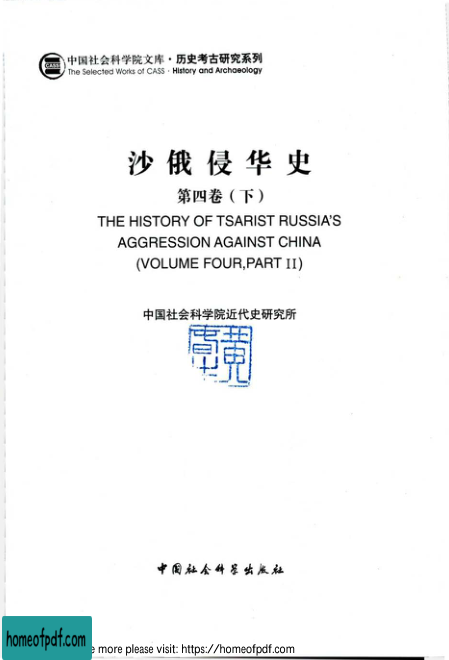 中国社会科学院文库·历史考古研究系列
The Selected Works of CASS · History and Archaeology
CASS
沙俄侵华史
第四卷（下）
THE HISTORY OF TSARIST RUSSIA'S
AGGRESSION AGAINST CHINA
(VOLUME FOUR,PART II)
中国社会科学院近代史研究所
中国社会科学出版社
homeofpdf.com
e more please visit: https://homeofpdf.com